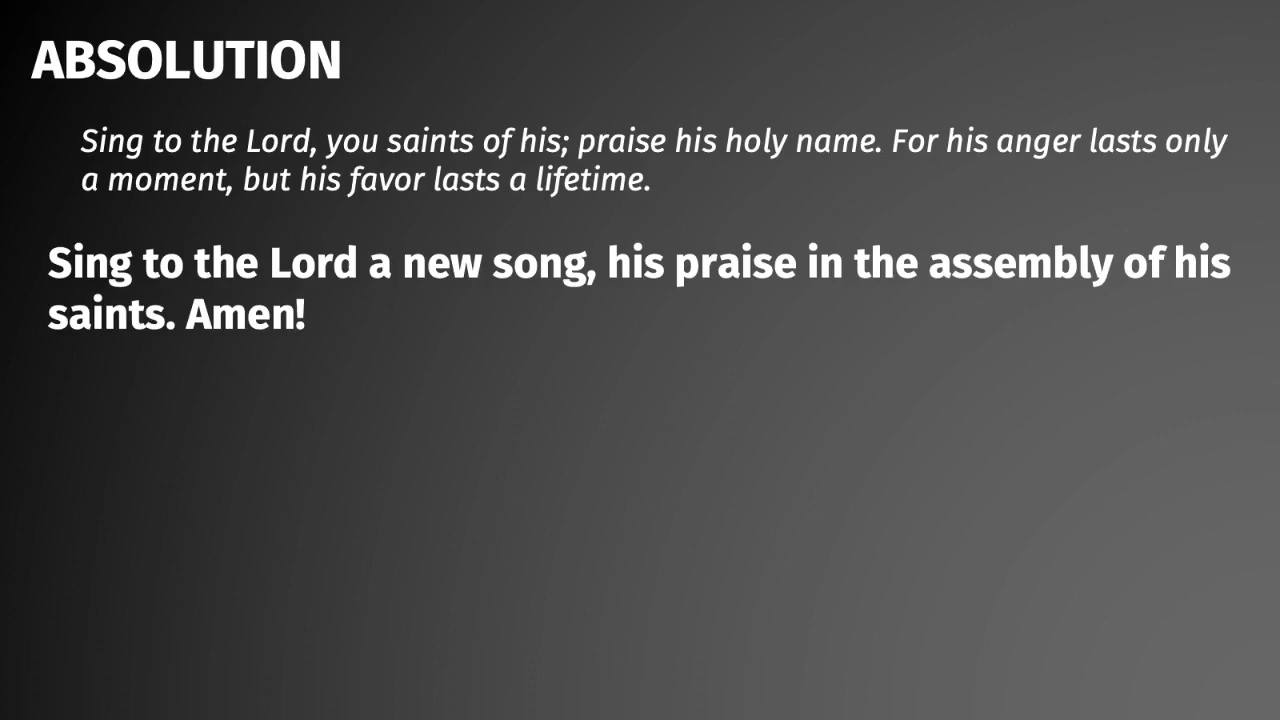 ABSOLUTION
Sing to the Lord, you saints of his; praise his holy name. For his anger lasts only
a moment, but his favor lasts a lifetime.
Sing to the Lord a new song, his praise in the assembly of his
saints. Amen!